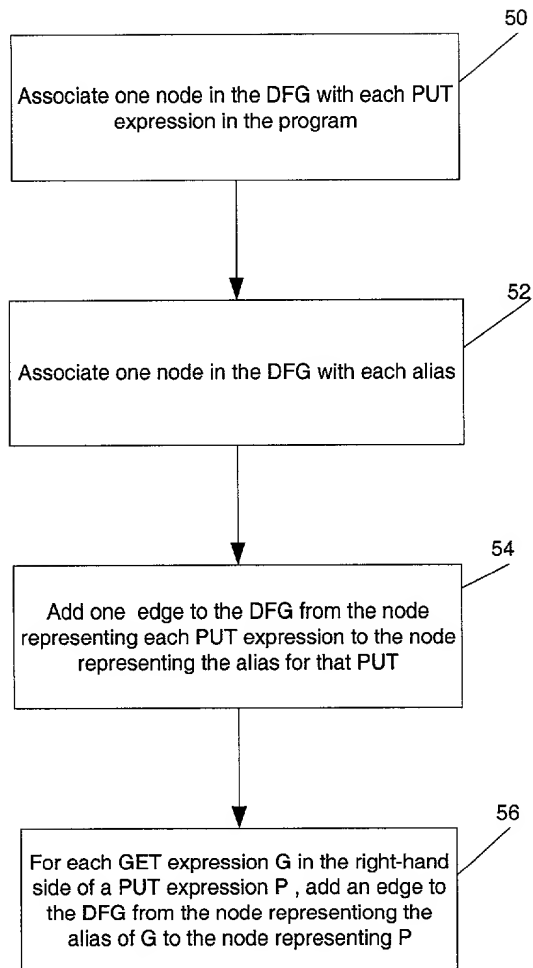 50
Associate one node in the DFG with each PUT
expression in the program
52
Associate one node in the DFG with each alias
54
Add one edge to the DFG from the node
representing each PUT expression to the node
representing the alias for that PUT
56
For each GET expression G in the right-hand
side of a PUT expression P , add an edge to
the DFG from the node representiong the
alias of G to the node representing P